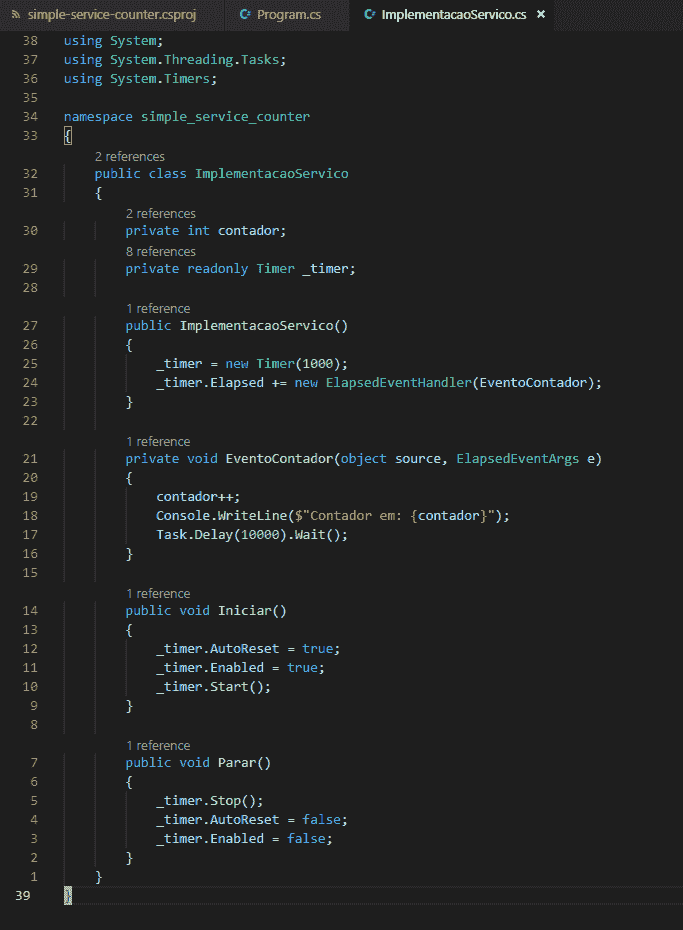 simple-service-counter.csproj Program.cs ImplementacaoServico.cs ×
38 using System;
37 using System.Threading.Tasks;
36 using System.Timers;
35
34 namespace simple_service_counter
33 {
2 references
32 public class ImplementacaoServico
31 {
2 references
30 private int contador;
8 references
29 private readonly Timer _timer;
28
1 reference
27 public ImplementacaoServico()
26 {
25 _timer = new Timer(1000);
24 _timer.Elapsed += new ElapsedEventHandler(EventoContador);
23 }
22
1 reference
21 private void EventoContador(object source, ElapsedEventArgs e)
20 {
19 contador++;
18 Console.WriteLine($"Contador em: {contador}");
17 Task.Delay(10000).Wait();
16 }
15
1 reference
14 public void Iniciar()
13 {
12 _timer.AutoReset = true;
11 _timer.Enabled = true;
10 _timer.Start();
9 }
8
1 reference
7 public void Parar()
6 {
5 _timer.Stop();
4 _timer.AutoReset = false;
3 _timer.Enabled = false;
2 }
1 }
39 }